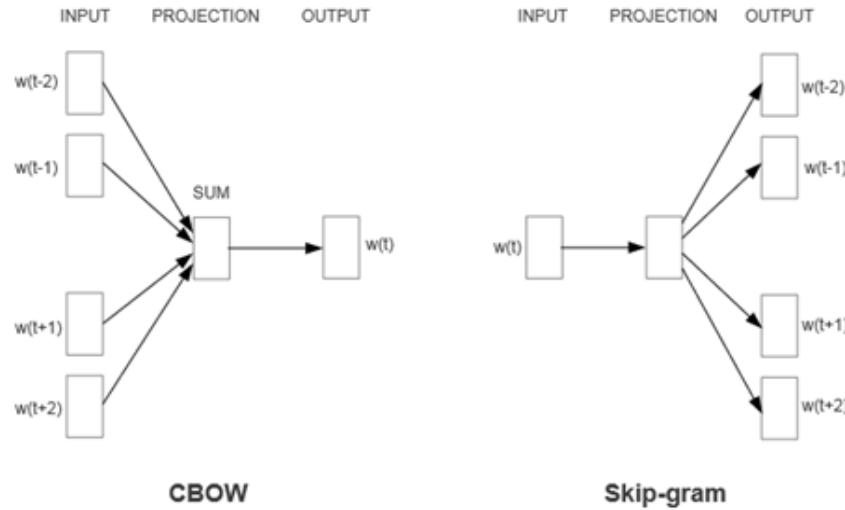 INPUT PROJECTION OUTPUT
w(t-2)
w(t-1)
SUM
w(t)
w(t+1)
w(t+2)
CBOW
INPUT PROJECTION OUTPUT
w(t-2)
w(t-1)
w(t)
w(t+1)
w(t+2)
Skip-gram